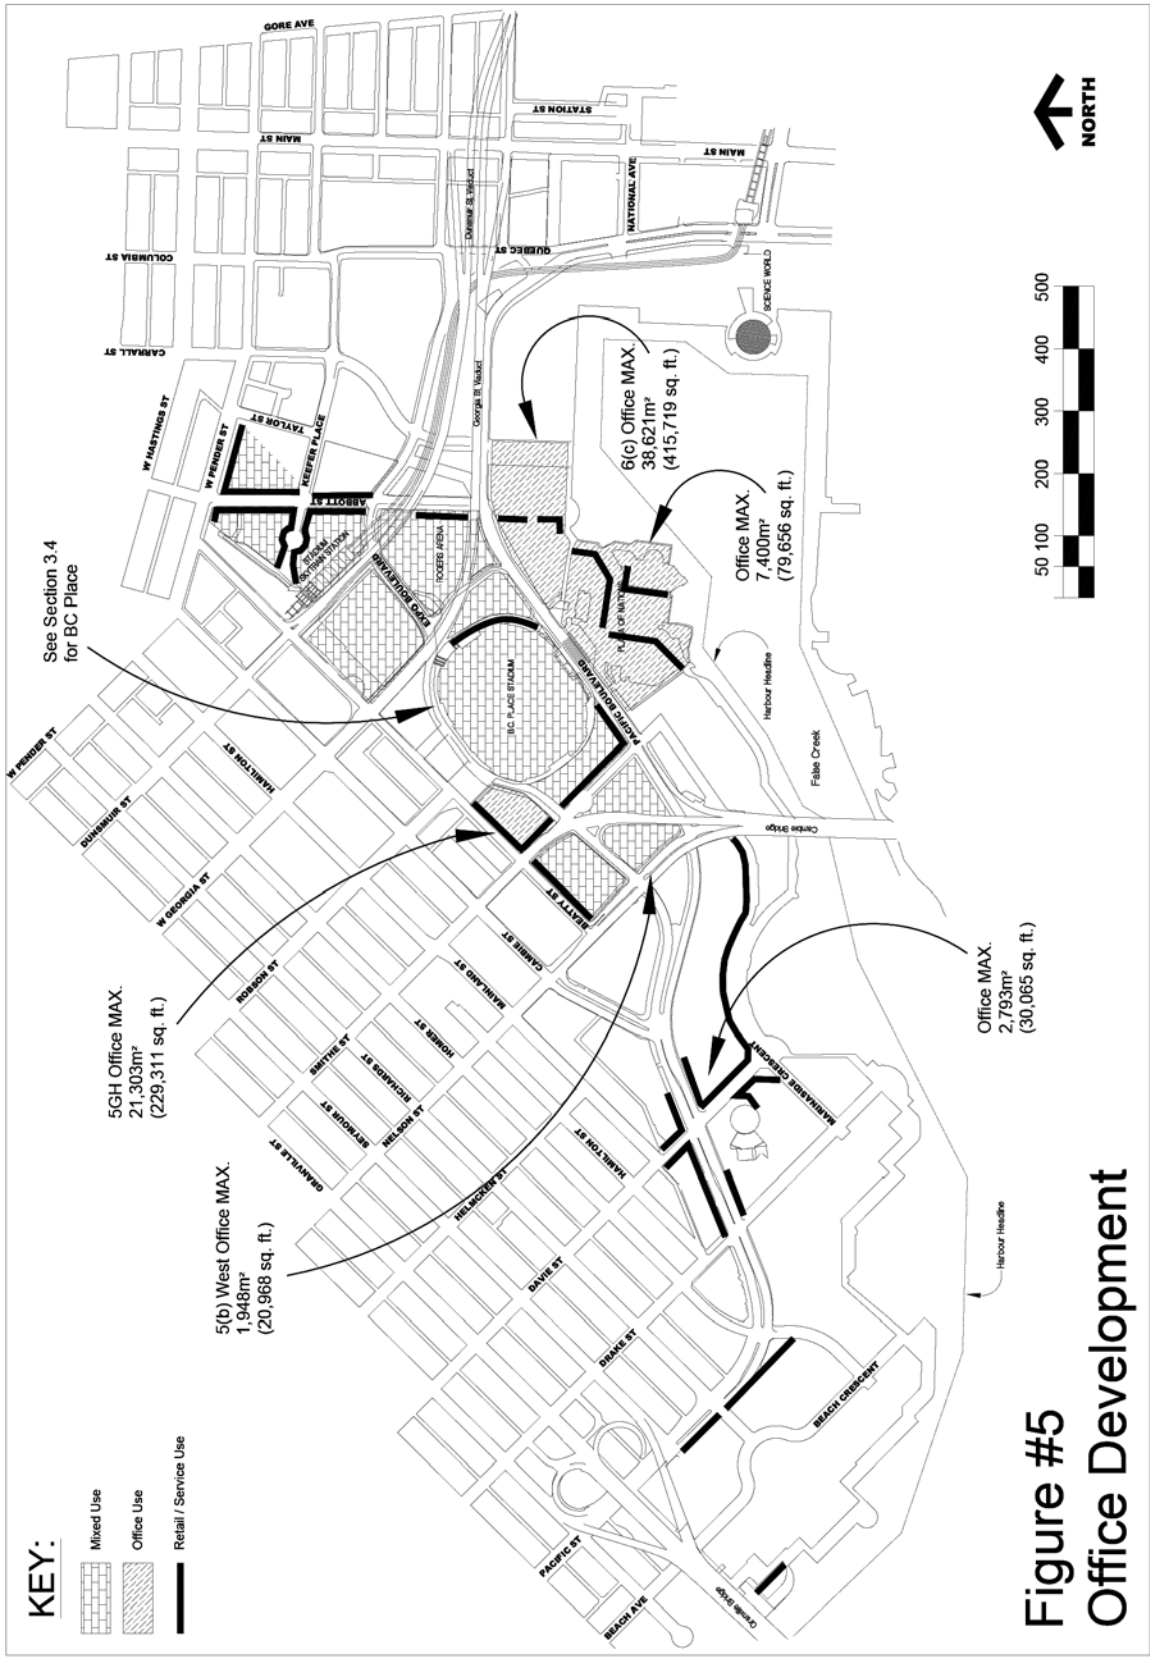 KEY:
Mixed Use
Office Use
Retail / Service Use
Figure #5
Office Development
NORTH
50 100 200 300 400 500
See Section 3.4
for BC Place
5GH Office MAX.
21,303m²
(229,311 sq. ft.)
5(b) West Office MAX.
1,948m²
(20,968 sq. ft.)
6(c) Office MAX.
38,621m²
(415,719 sq. ft.)
Office MAX.
7,400m²
(79,656 sq. ft.)
Office MAX.
2,793m²
(30,065 sq. ft.)
GORE AVE
MAIN ST
STATION ST
MAIN ST
NATIONAL AVE
QUEBEC ST
COLUMBIA ST
CARRALL ST
Dunsmuir St. Viaduct
Georgia St. Viaduct
SCIENCE WORLD
W HASTINGS ST
W PENDER ST
TAYLOR ST
KEEFER PLACE
ABBOTT ST
STADIUM
SKYTRAIN STATION
EXPO BOULEVARD
ROGERS ARENA
B.C. PLACE STADIUM
PLAZA OF NATIONS
PACIFIC BOULEVARD
Harbour Headline
False Creek
Cambie Bridge
W PENDER ST
DUNSMUIR ST
HAMILTON ST
W GEORGIA ST
ROBSON ST
SMITHE ST
BEATTY ST
CAMBIE ST
MAINLAND ST
HOMER ST
RICHARDS ST
SEYMOUR ST
GRANVILLE ST
NELSON ST
HELMCKEN ST
HAMILTON ST
DAVIE ST
DRAKE ST
MARINASIDE CRESCENT
BEACH CRESCENT
Harbour Headline
PACIFIC ST
BEACH AVE
Granville Bridge